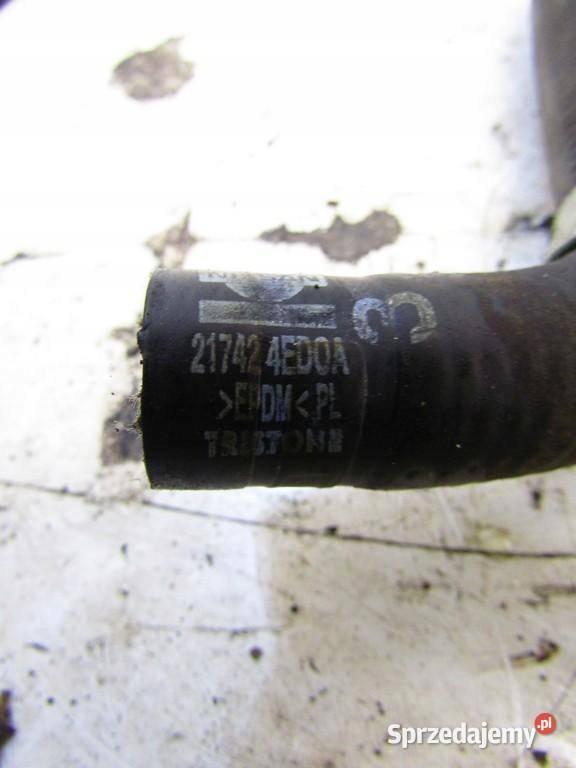 NISSAN
3
21742 4ED0A
>EPDM< PL
TRISTONE
Sprzedajemy.pl